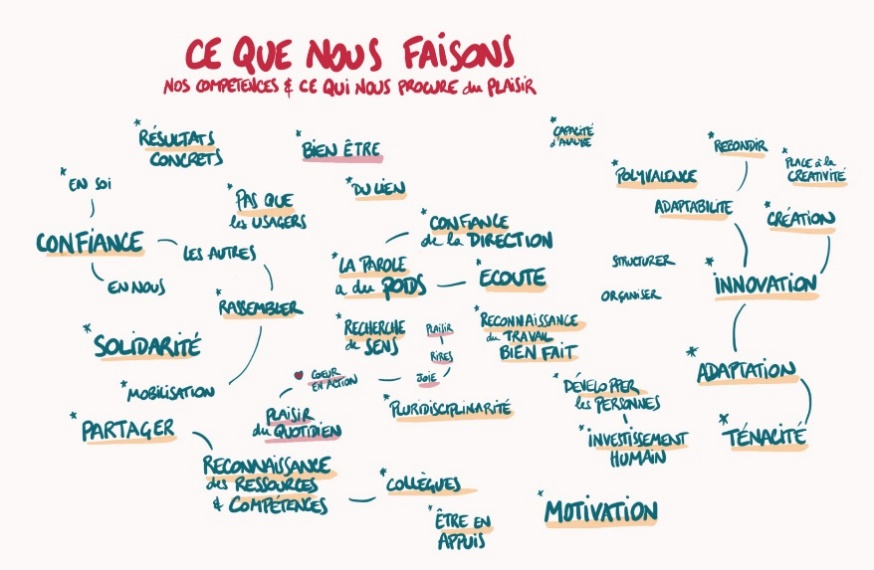 CE QUE NOUS FAISONS
NOS COMPÉTENCES & CE QUI NOUS PROCURE du PLAISIR
* RÉSULTATS
CONCRETS
* BIEN ÊTRE
* CAPACITÉ
d'ANALYSE
* REBONDIR
* PLACE à la
CRÉATIVITÉ
* EN SOI
* PAS QUE
les USAGERS
* DU LIEN
* POLYVALENCE
ADAPTABILITÉ
* CRÉATION
CONFIANCE
LES AUTRES
EN NOUS
* CONFIANCE
de la DIRECTION
* LA PAROLE
a du POIDS
* ECOUTE
STRUCTURER
ORGANISER
* INNOVATION
* RASSEMBLER
* SOLIDARITÉ
* RECHERCHE
de SENS
PLAISIR
RIRES
JOIE
♥ COEUR
EN ACTION
* RECONNAISSANCE
du TRAVAL
BIEN FAIT
* ADAPTATION
* MOBILISATION
* PARTAGER
PLAISIR
du QUOTIDIEN
* PLURIDISCIPLINARITÉ
* DÉVELOPPER
les PERSONNES
* INVESTISSEMENT
HUMAIN
* TÉNACITÉ
RECONNAISSANCE
des RESSOURCES
& COMPÉTENCES
* COLLÈGUES
* ÊTRE EN
APPUIS
* MOTIVATION